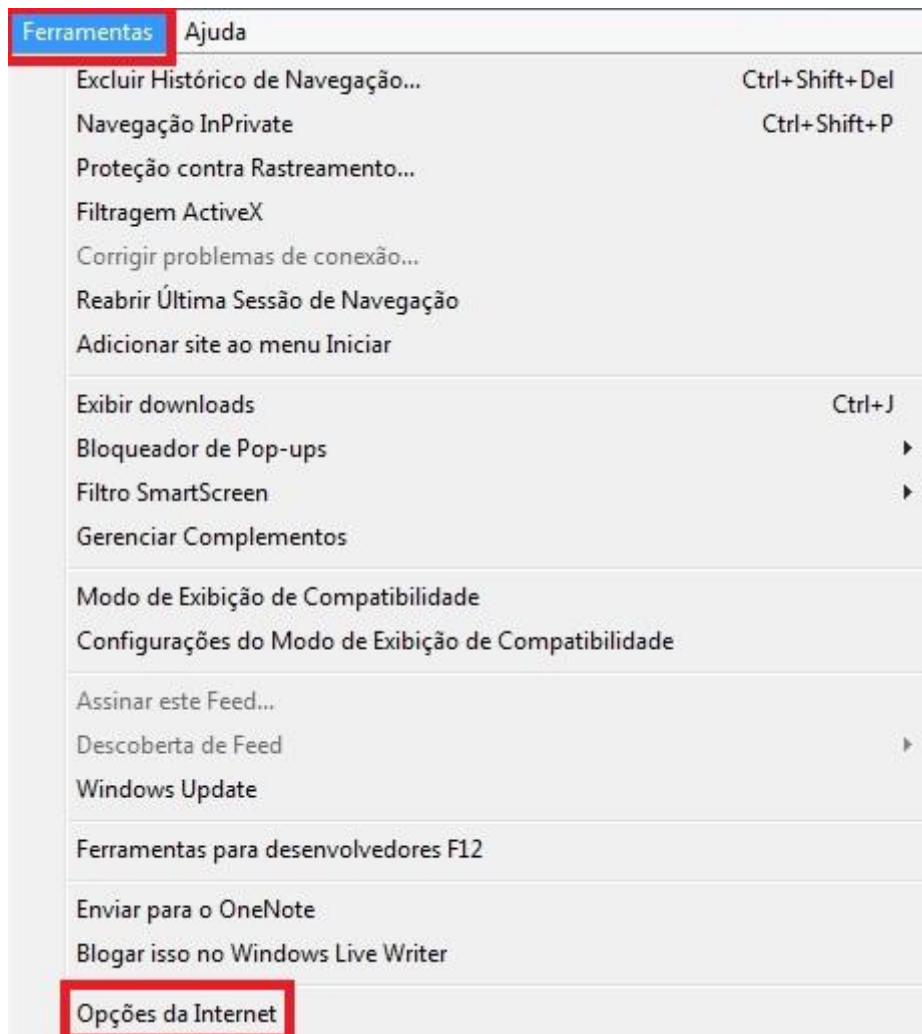 Ferramentas Ajuda
Excluir Histórico de Navegação... Ctrl+Shift+Del
Navegação InPrivate Ctrl+Shift+P
Proteção contra Rastreamento...
Filtragem ActiveX
Corrigir problemas de conexão...
Reabrir Última Sessão de Navegação
Adicionar site ao menu Iniciar
Exibir downloads Ctrl+J
Bloqueador de Pop-ups
Filtro SmartScreen
Gerenciar Complementos
Modo de Exibição de Compatibilidade
Configurações do Modo de Exibição de Compatibilidade
Assinar este Feed...
Descoberta de Feed
Windows Update
Ferramentas para desenvolvedores F12
Enviar para o OneNote
Blogar isso no Windows Live Writer
Opções da Internet